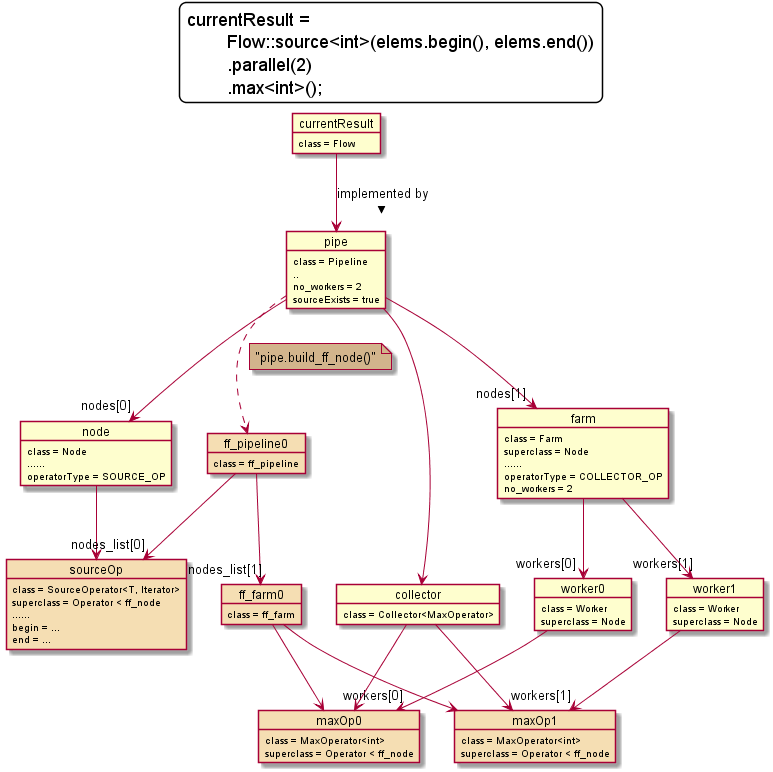 currentResult =
Flow::source<int>(elems.begin(), elems.end())
.parallel(2)
.max<int>();
currentResult
class = Flow
implemented by
pipe
class = Pipeline
..
no_workers = 2
sourceExists = true
"pipe.build_ff_node()"
nodes[0]
nodes[1]
node
class = Node
......
operatorType = SOURCE_OP
ff_pipeline0
class = ff_pipeline
farm
class = Farm
superclass = Node
......
operatorType = COLLECTOR_OP
no_workers = 2
nodes_list[0]
nodes_list[1]
workers[0]
workers[1]
sourceOp
class = SourceOperator<T, Iterator>
superclass = Operator < ff_node
......
begin = ...
end = ...
ff_farm0
class = ff_farm
collector
class = Collector<MaxOperator>
worker0
class = Worker
superclass = Node
worker1
class = Worker
superclass = Node
workers[0]
workers[1]
maxOp0
class = MaxOperator<int>
superclass = Operator < ff_node
maxOp1
class = MaxOperator<int>
superclass = Operator < ff_node